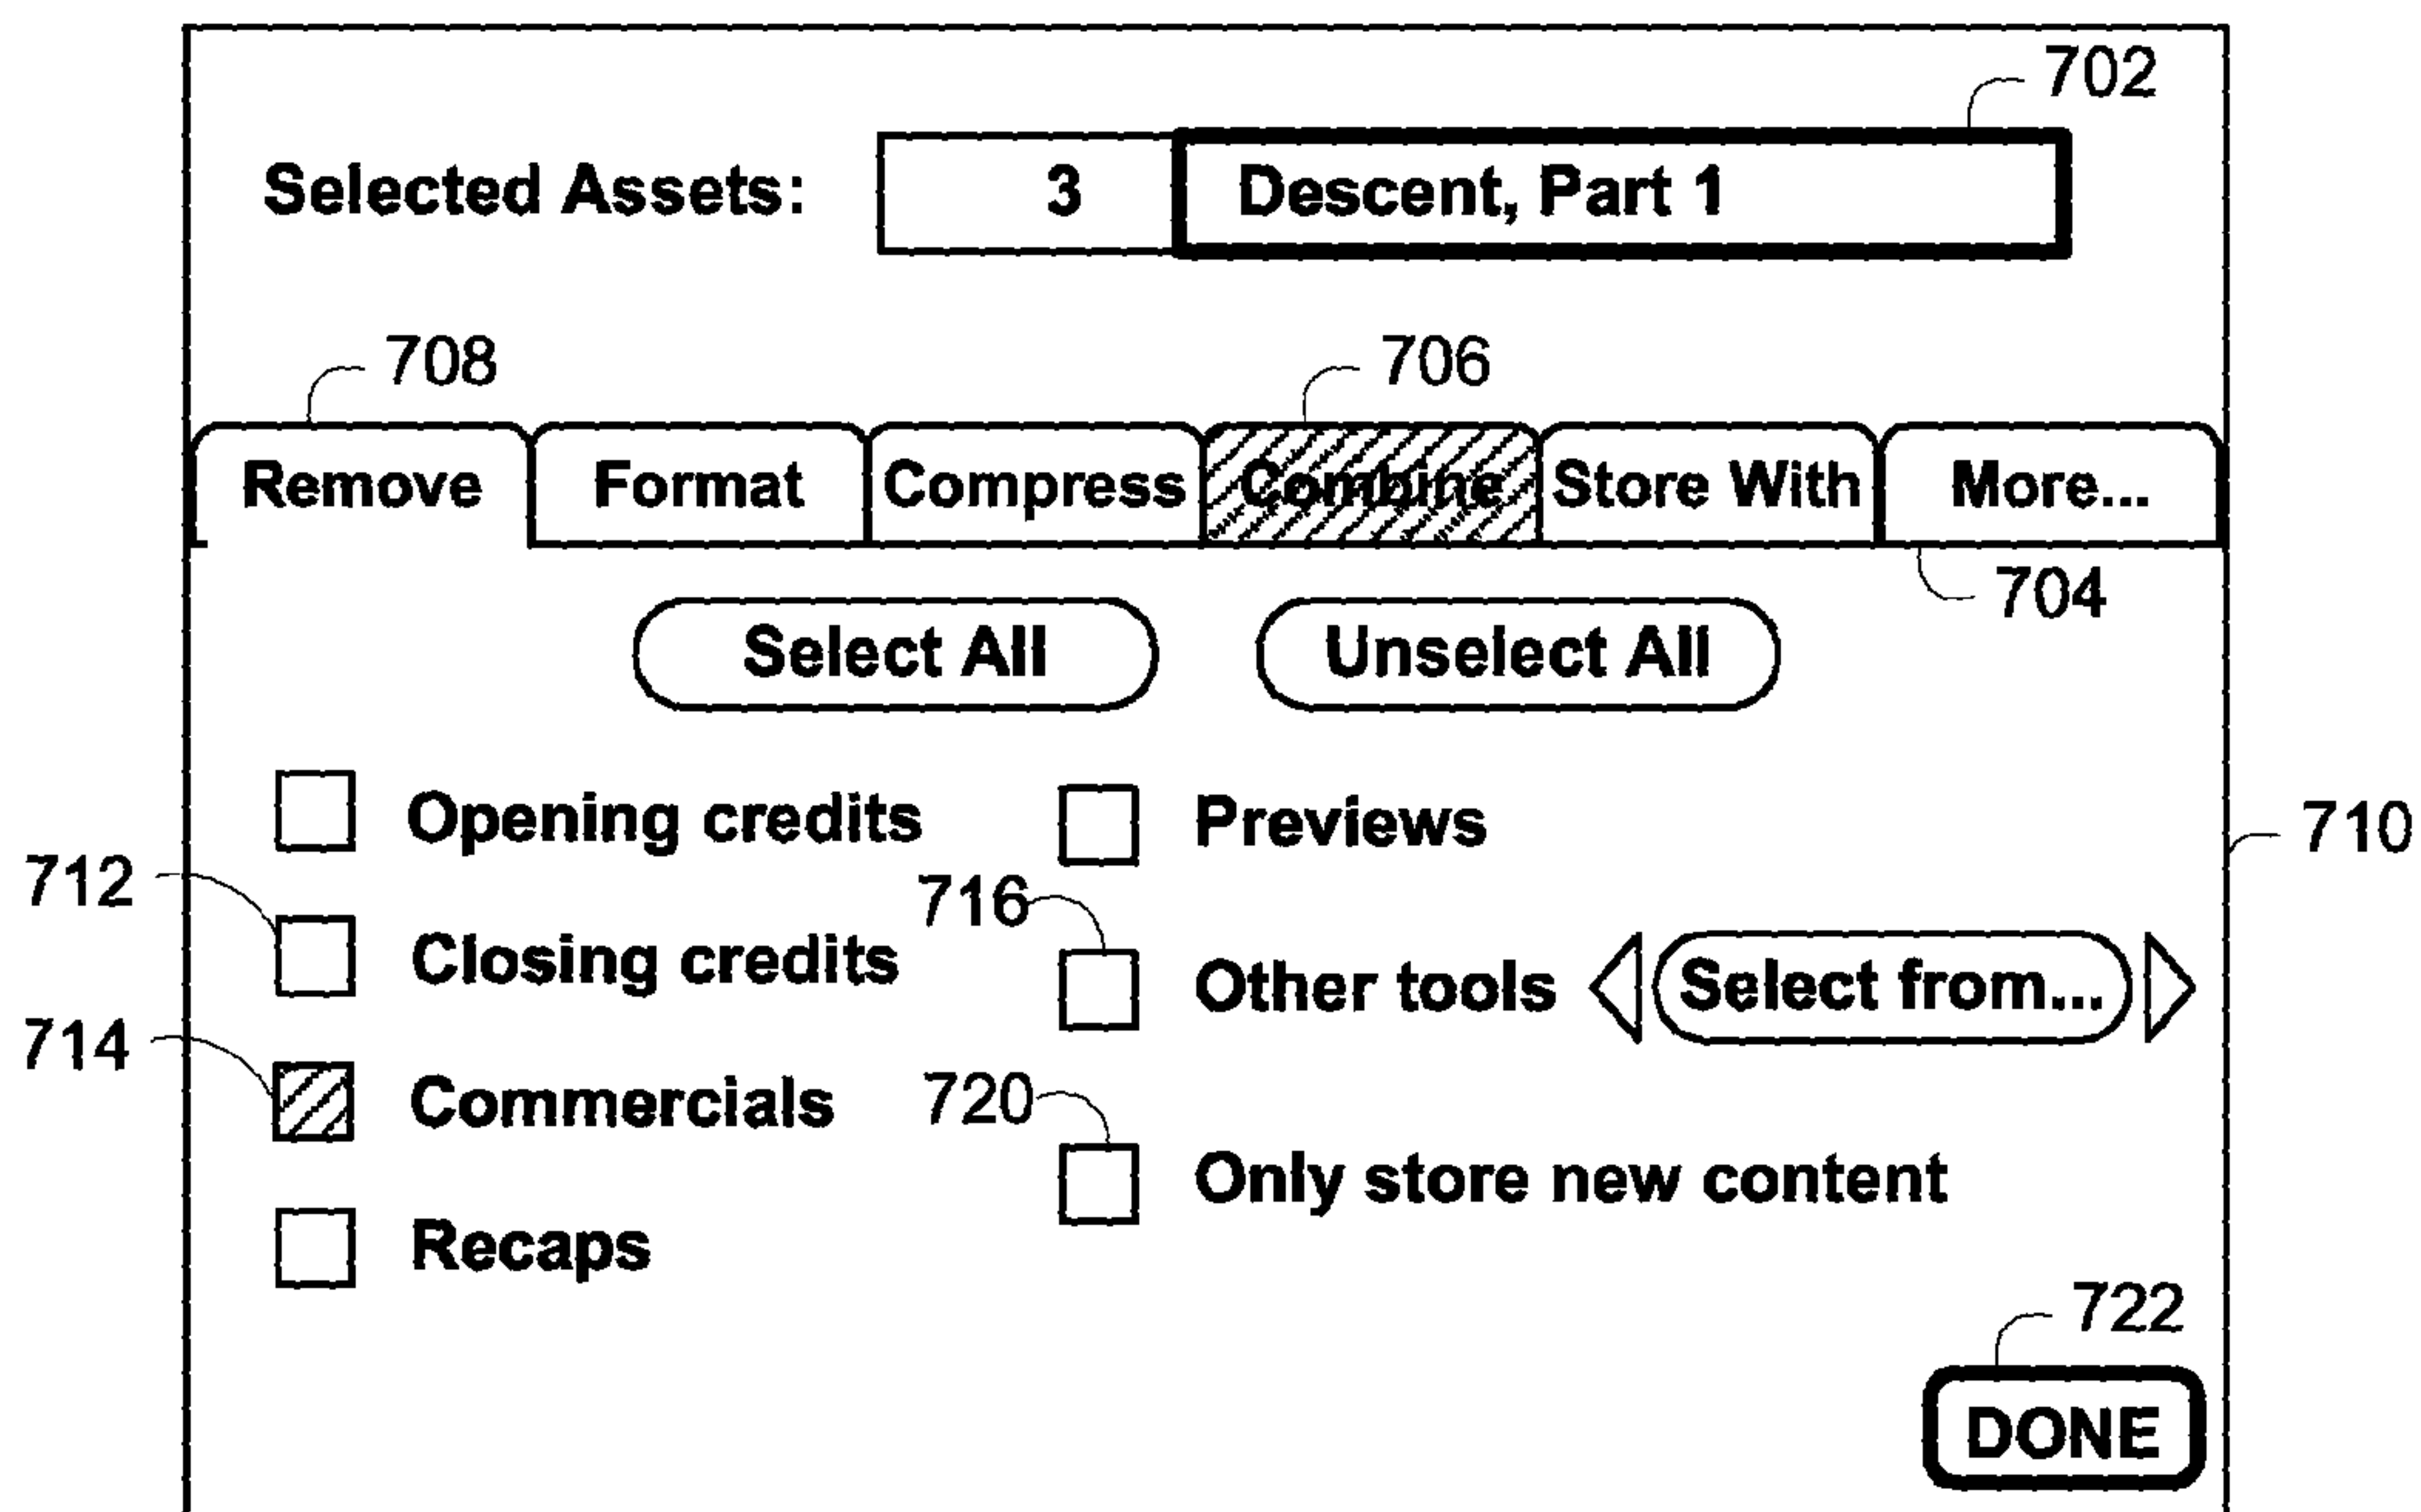 702
Selected Assets: 3 Descent, Part 1
708 706
Remove Format Compress Combine Store With More...
704
Select All Unselect All
Opening credits Previews
710
712 716
Closing credits Other tools Select from...
714
Commercials 720
Only store new content
Recaps
722
DONE